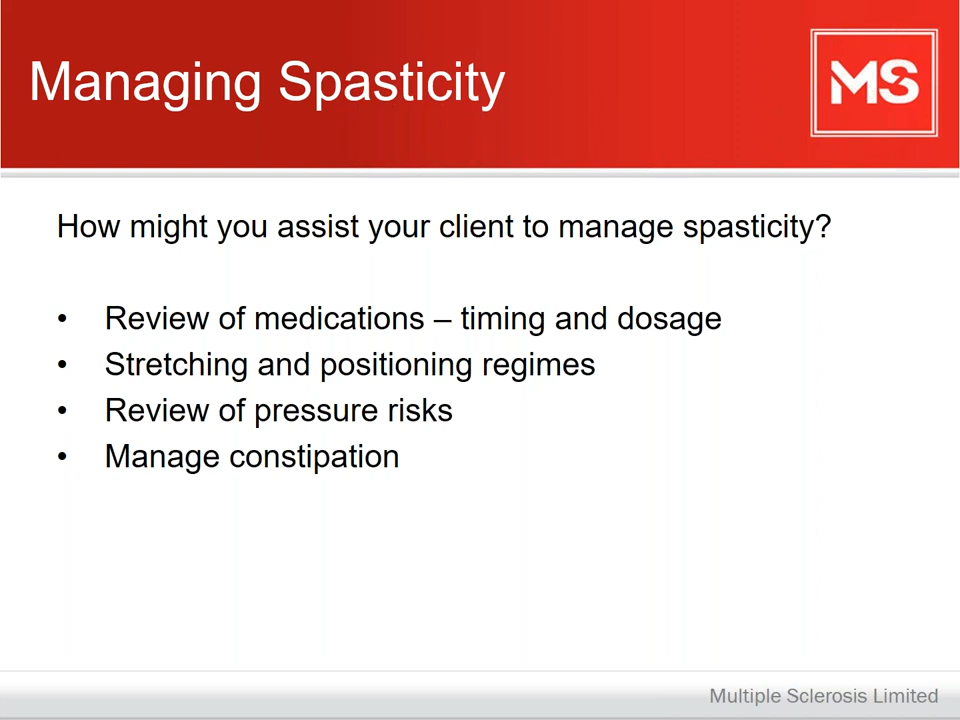 Managing Spasticity
MS
How might you assist your client to manage spasticity?
• Review of medications – timing and dosage
• Stretching and positioning regimes
• Review of pressure risks
• Manage constipation
Multiple Sclerosis Limited